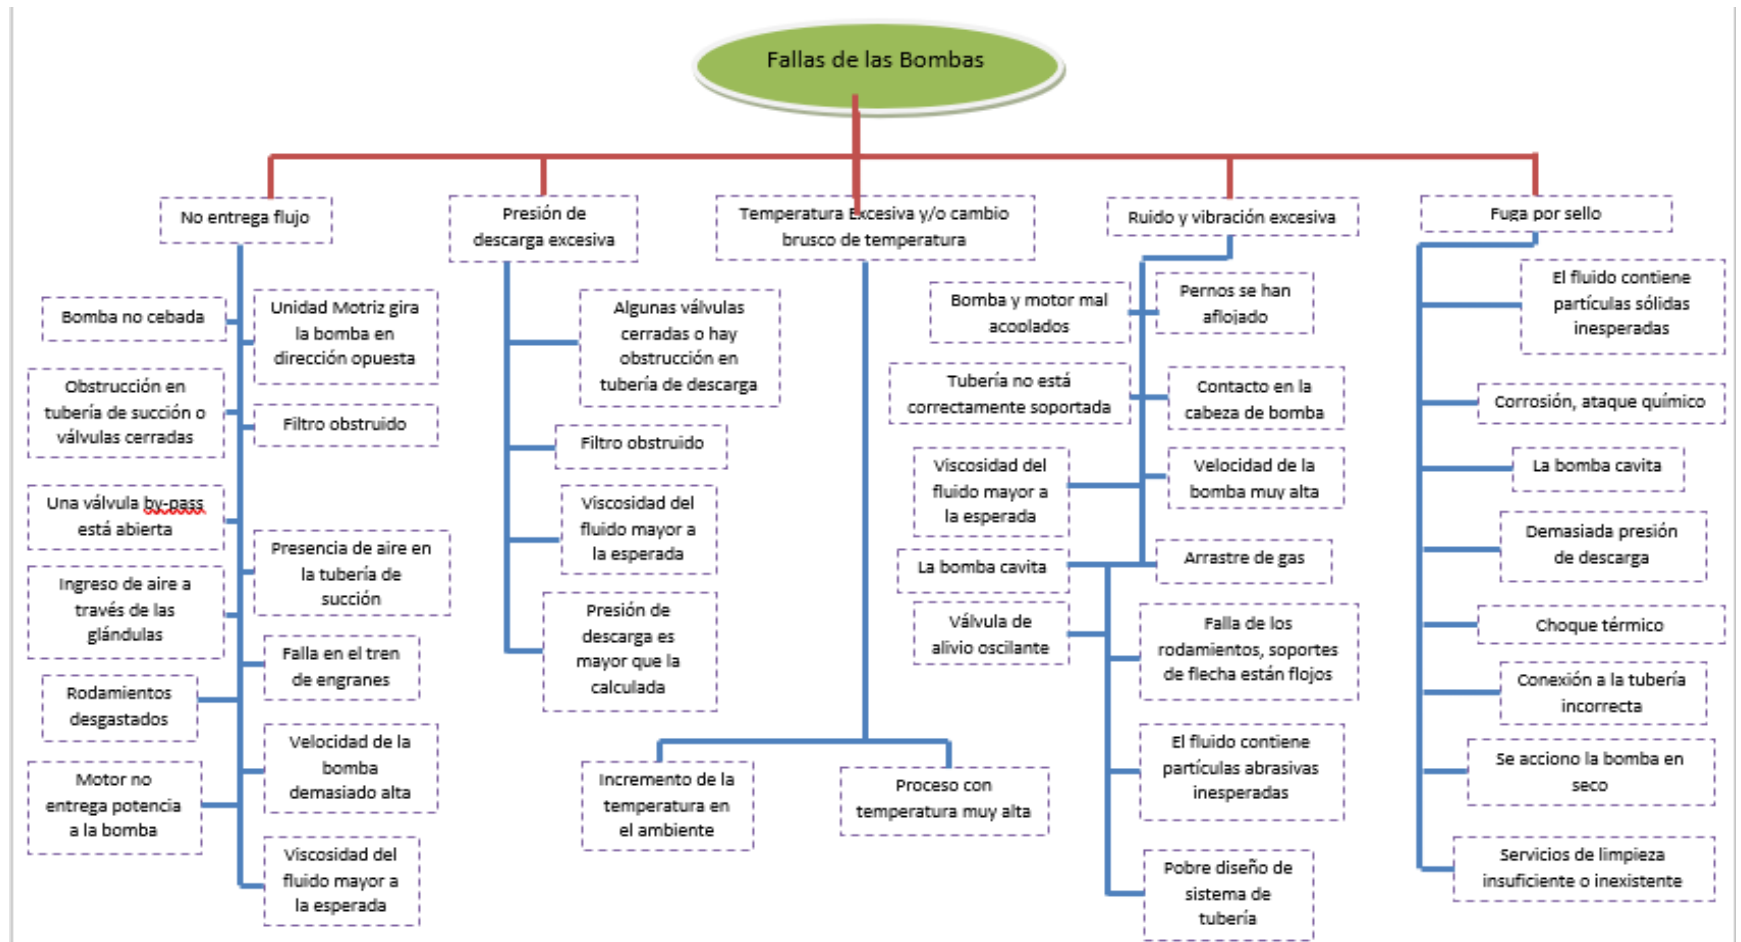 Fallas de las Bombas
No entrega flujo
Bomba no cebada
Unidad Motriz gira
la bomba en
dirección opuesta
Obstrucción en
tubería de succión o
válvulas cerradas
Filtro obstruido
Una válvula by-pass
está abierta
Presencia de aire en
la tubería de
succión
Ingreso de aire a
través de las
glándulas
Falla en el tren
de engranes
Rodamientos
desgastados
Velocidad de la
bomba
demasiado alta
Motor no
entrega potencia
a la bomba
Viscosidad del
fluido mayor a
la esperada
Presión de
descarga excesiva
Algunas válvulas
cerradas o hay
obstrucción en
tubería de descarga
Filtro obstruido
Viscosidad del
fluido mayor a
la esperada
Presión de
descarga es
mayor que la
calculada
Temperatura Excesiva y/o cambio
brusco de temperatura
Incremento de la
temperatura en
el ambiente
Proceso con
temperatura muy alta
Ruido y vibración excesiva
Bomba y motor mal
acoplados
Pernos se han
aflojado
Tubería no está
correctamente soportada
Contacto en la
cabeza de bomba
Viscosidad del
fluido mayor a
la esperada
Velocidad de la
bomba muy alta
La bomba cavita
Arrastre de gas
Válvula de
alivio oscilante
Falla de los
rodamientos, soportes
de flecha están flojos
El fluido contiene
partículas abrasivas
inesperadas
Pobre diseño de
sistema de
tubería
Fuga por sello
El fluido contiene
partículas sólidas
inesperadas
Corrosión, ataque químico
La bomba cavita
Demasiada presión
de descarga
Choque térmico
Conexión a la tubería
incorrecta
Se acciono la bomba en
seco
Servicios de limpieza
insuficiente o inexistente